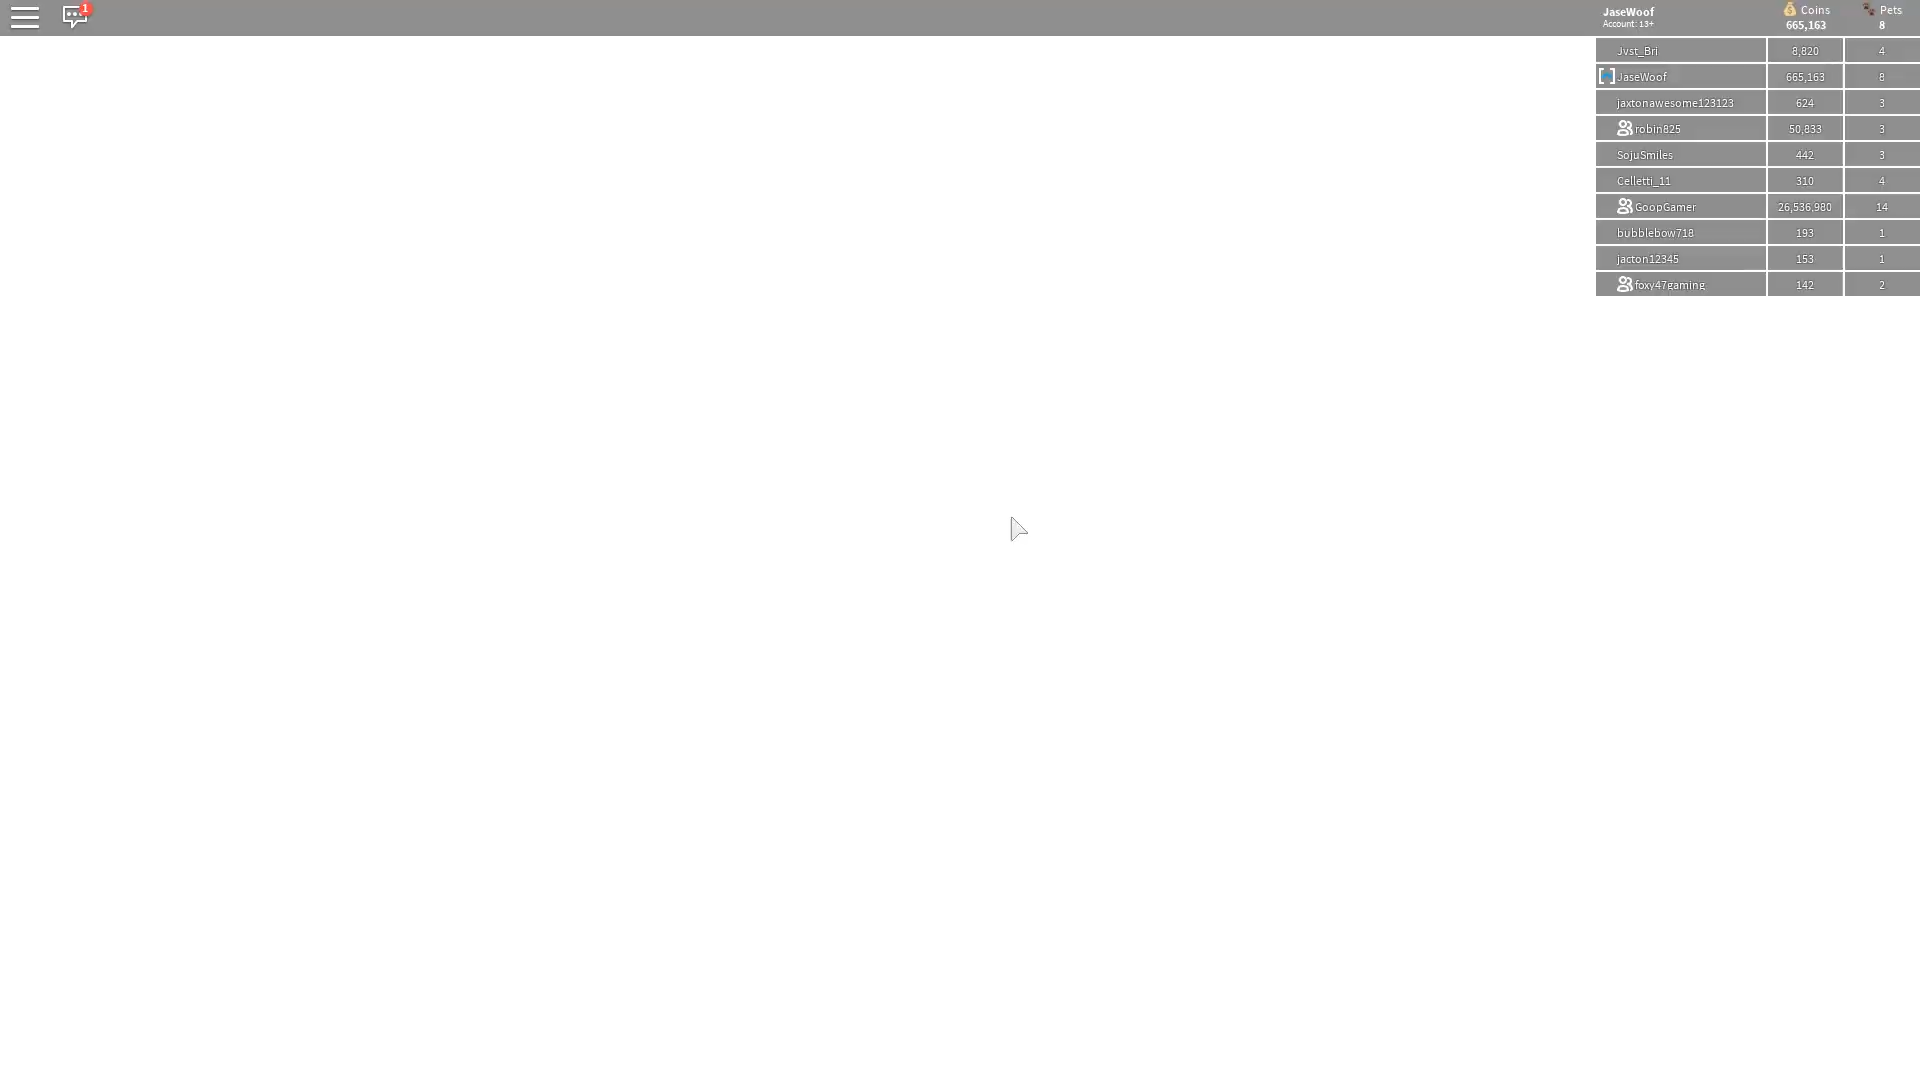 1
JaseWoof
Account: 13+
Coins
665,163
Pets
8
Jvst_Bri 8,820 4
JaseWoof 665,163 8
jaxtonawesome123123 624 3
robin825 50,833 3
SojuSmiles 442 3
Celletti_11 310 4
GoopGamer 26,536,980 14
bubblebow718 193 1
jacton12345 153 1
foxy47gaming 142 2